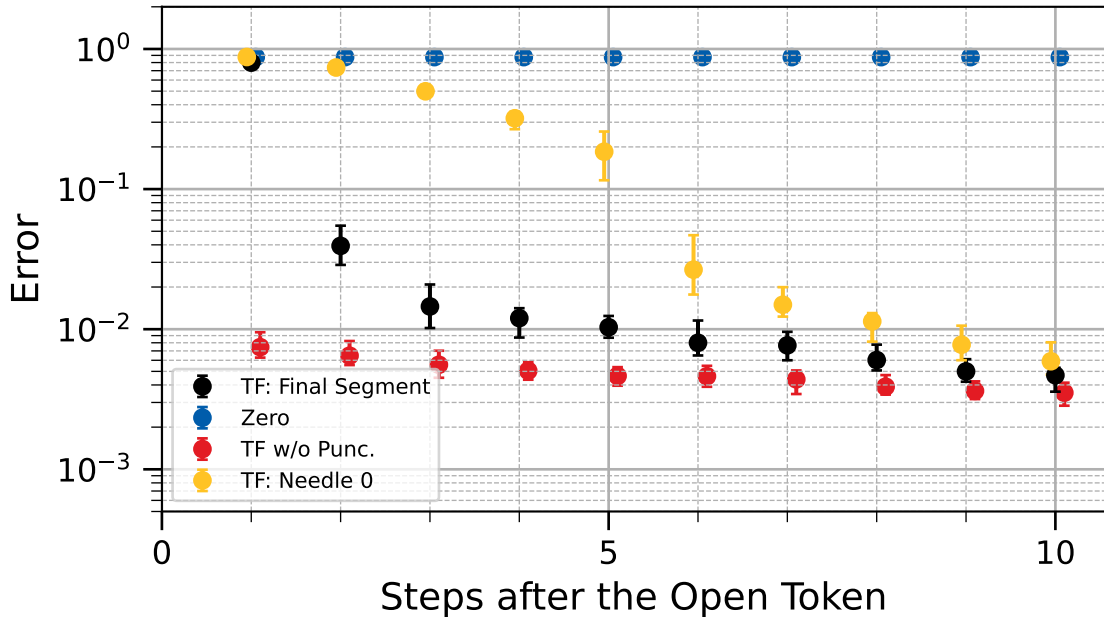 10^0
10^-1
10^-2
10^-3
Error
TF: Final Segment
Zero
TF w/o Punc.
TF: Needle 0
0
5
10
Steps after the Open Token